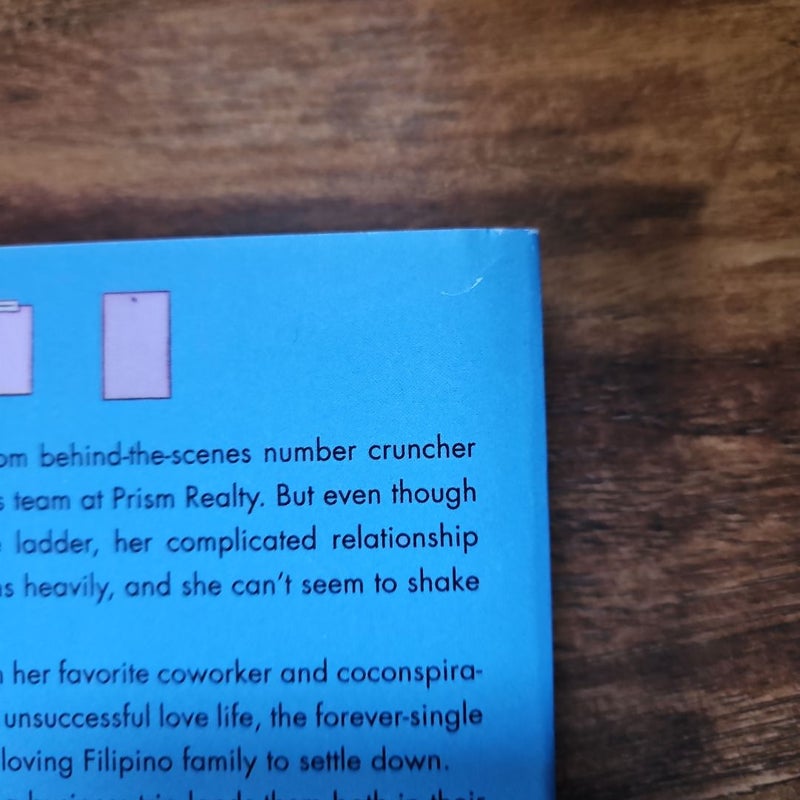 om behind-the-scenes number cruncher
s team at Prism Realty. But even though
ladder, her complicated relationship
ns heavily, and she can't seem to shake
her favorite coworker and coconspira-
unsuccessful love life, the forever-single
loving Filipino family to settle down.